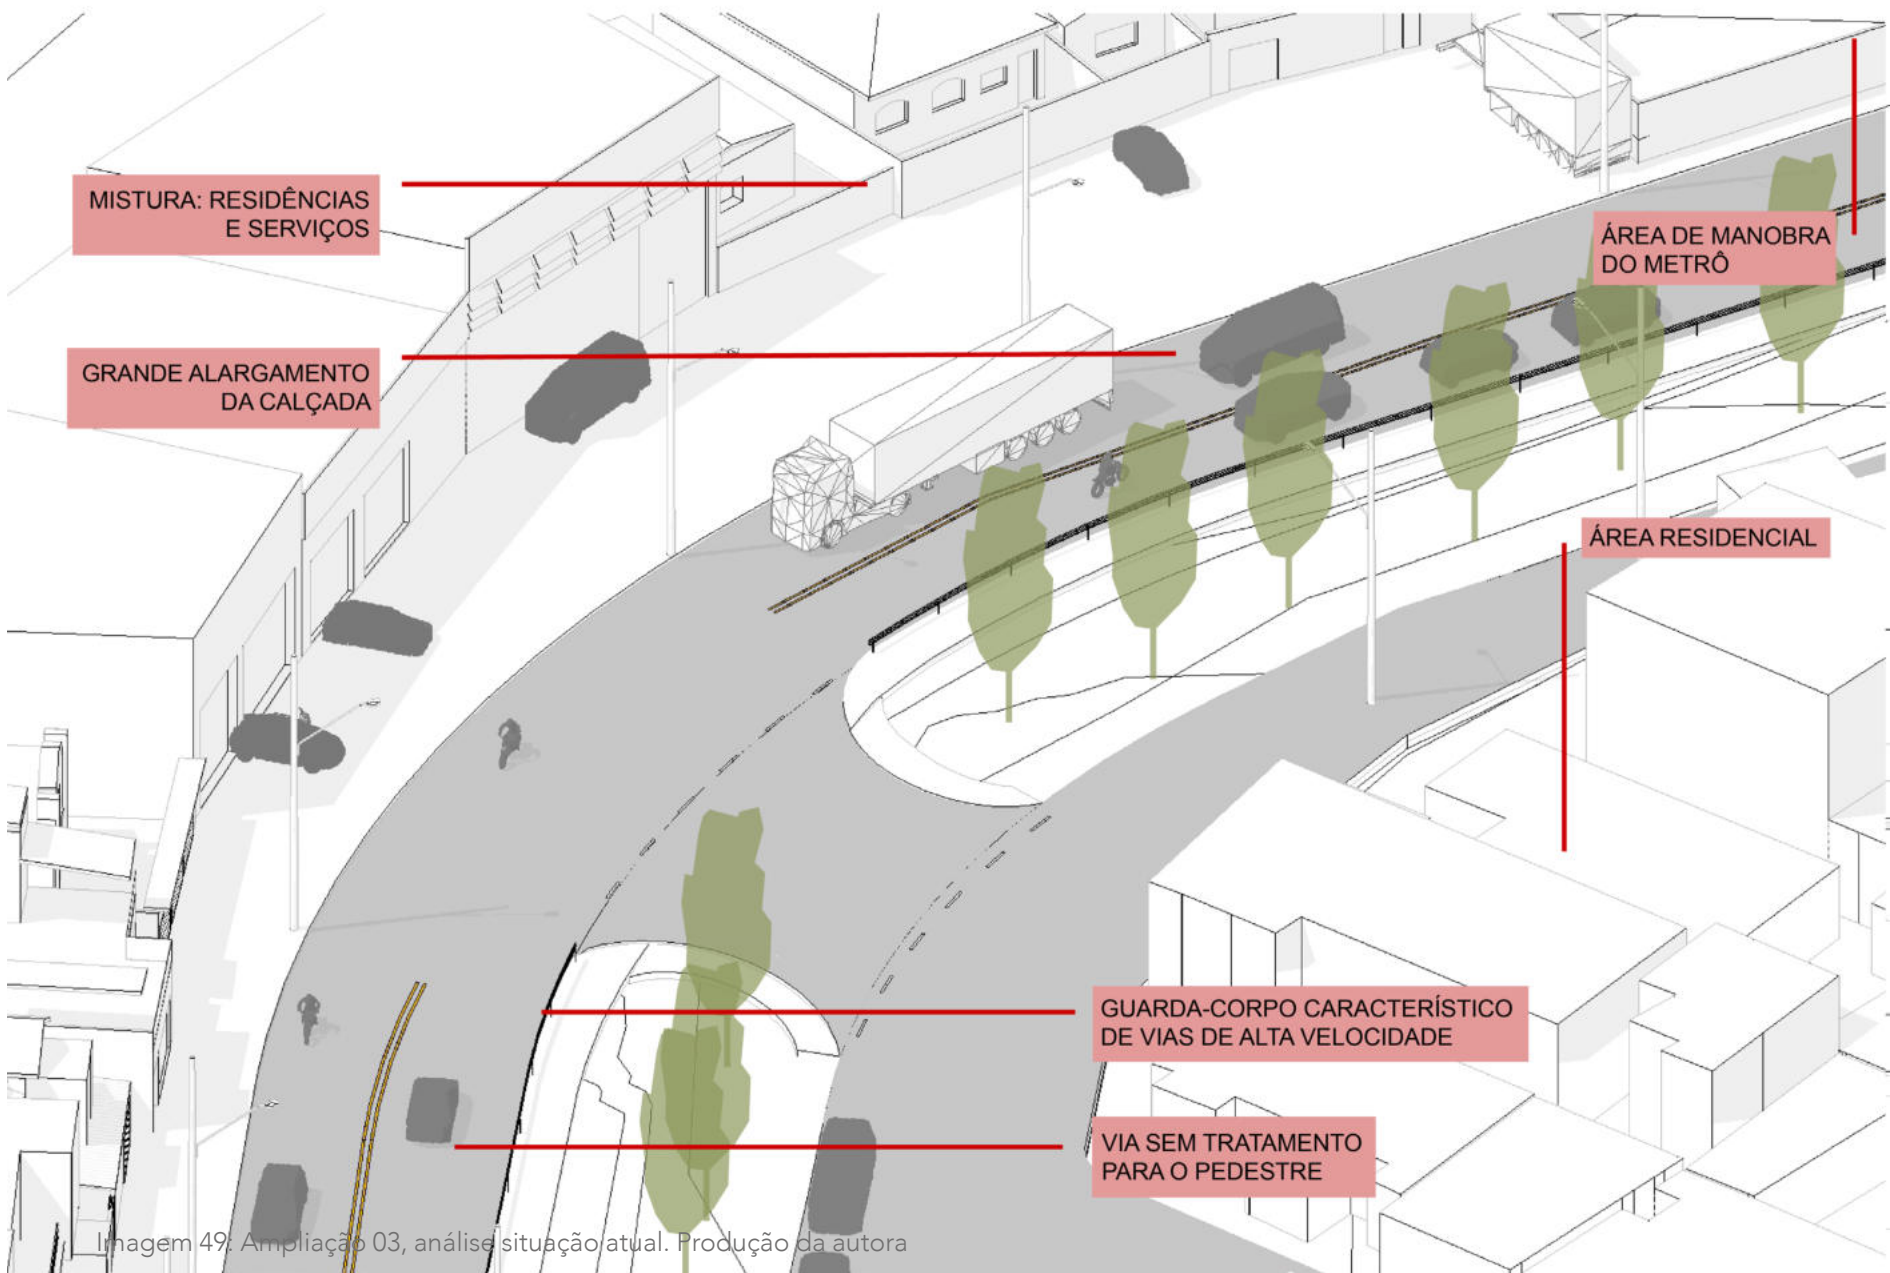 MISTURA: RESIDÊNCIAS
E SERVIÇOS
ÁREA DE MANOBRA
DO METRÔ
GRANDE ALARGAMENTO
DA CALÇADA
ÁREA RESIDENCIAL
GUARDA-CORPO CARACTERÍSTICO
DE VIAS DE ALTA VELOCIDADE
VIA SEM TRATAMENTO
PARA O PEDESTRE
Imagem 49: Ampliação 03, análise situação atual. Produção da autora